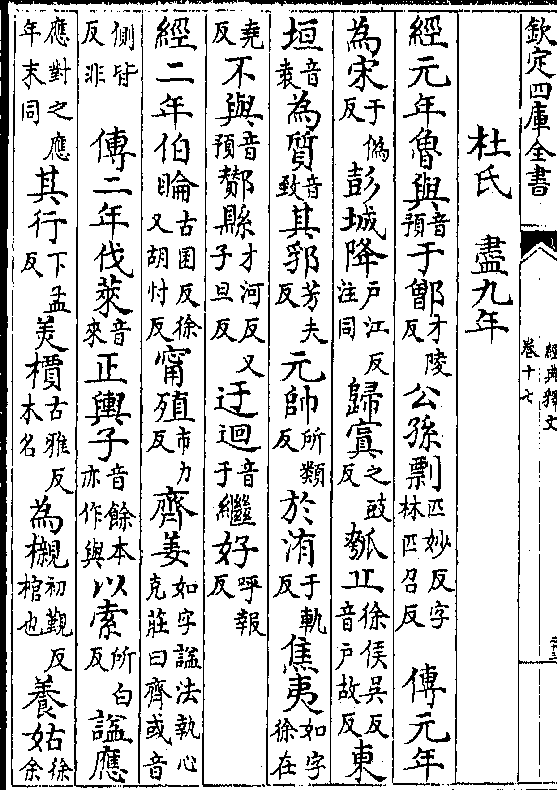 欽定四庫全書
經典釋文
卷十七
杜氏　盡九年
經元年魯與音預于鄫才陵反公孫剽匹妙反字林匹召反　傳元年
為宋于偽反彭城降户江反注同歸寘之豉反瓠丘徐侯吴反音户故反東
垣音袁為質音致其郛芳夫反元帥所類反於洧于軌反焦夷如字徐在
堯反不與音預鄼縣才河反又子旦反迂迴音于繼好呼報反
經二年伯睔古囷反徐又胡忖反甯殖市力反齊姜如字諡法執心克莊曰齊或音
側皆反非　傳二年伐萊音來正輿子音餘本亦作與以索所白反諡應
應對之應年末同其行下孟反美檟古雅反木名為櫬初覲反棺也養姑徐余